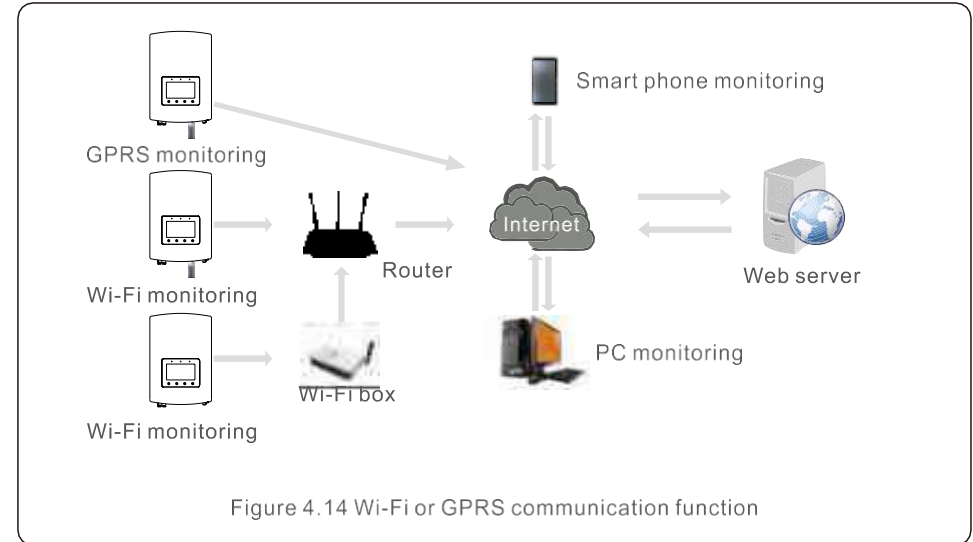 Smart phone monitoring
GPRS monitoring
Internet
Router
Web server
Wi-Fi monitoring
PC monitoring
Wi-Fi box
Wi-Fi monitoring
Figure 4.14 Wi-Fi or GPRS communication function